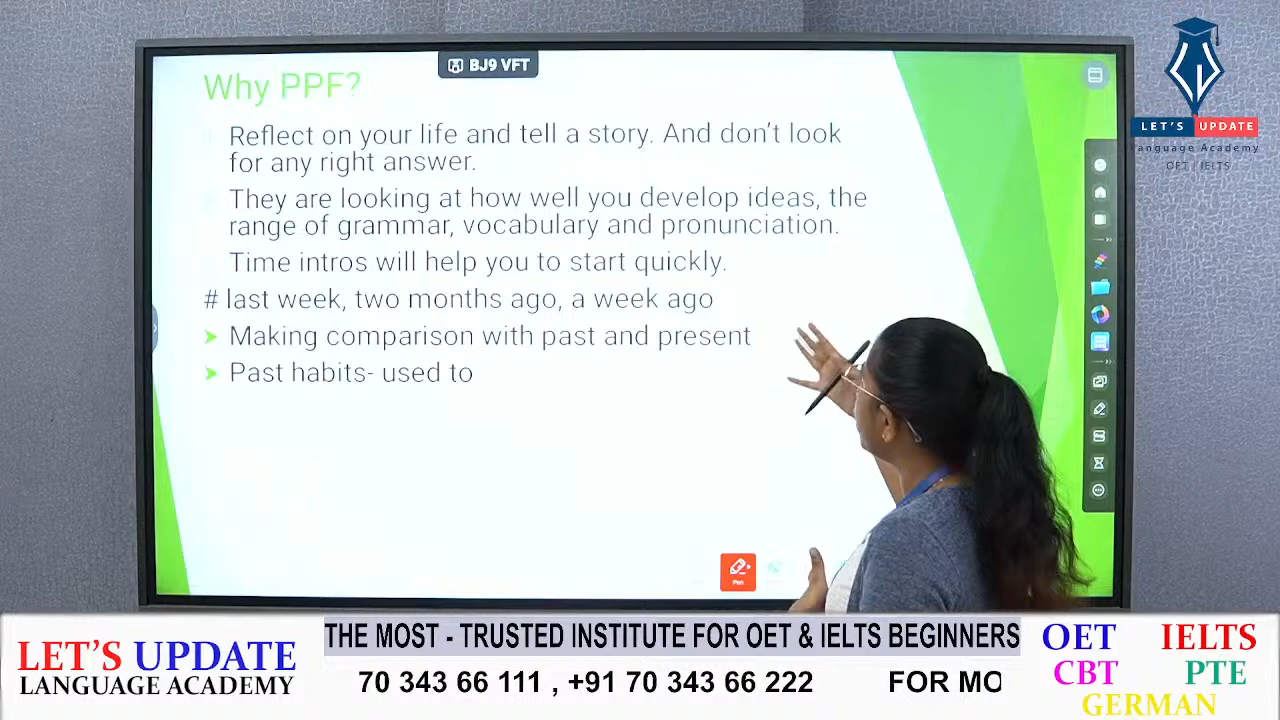 Why PPF?
BJ9 VFT
Reflect on your life and tell a story. And don't look
for any right answer.
They are looking at how well you develop ideas, the
range of grammar, vocabulary and pronunciation.
Time intros will help you to start quickly.
# last week, two months ago, a week ago
Making comparison with past and present
Past habits- used to
Pen
LET'S UPDATE
Language Academy
OET | IELTS
LET'S UPDATE
LANGUAGE ACADEMY
THE MOST - TRUSTED INSTITUTE FOR OET & IELTS BEGINNERS
70 343 66 111 , +91 70 343 66 222 FOR MO
OET IELTS
CBT PTE
GERMAN